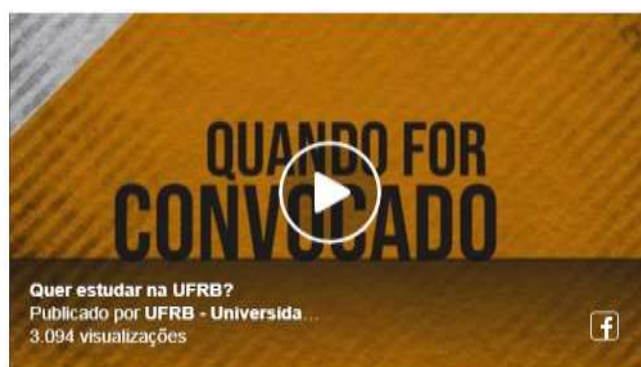 QUANDO FOR
CONVOCADO
Quer estudar na UFRB?
Publicado por UFRB - Universida...
3.094 visualizações